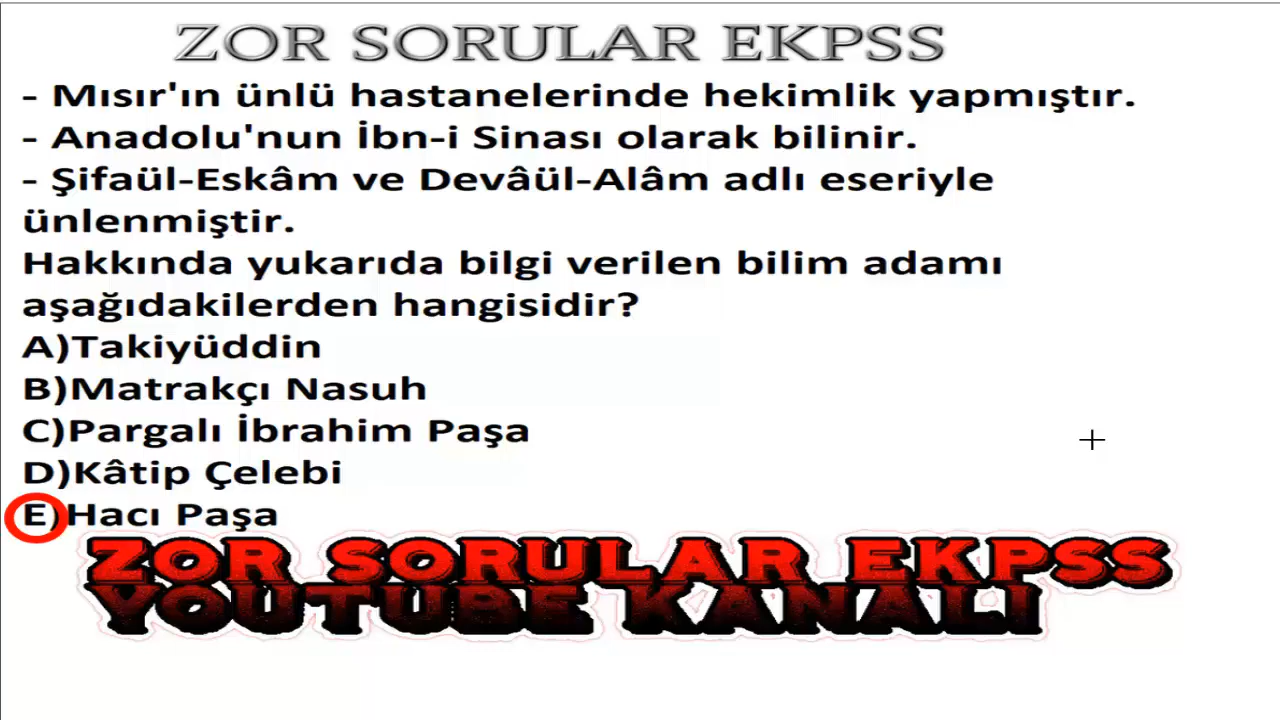 ZOR SORULAR EKPSS
- Mısır'ın ünlü hastanelerinde hekimlik yapmıştır.
- Anadolu'nun İbn-i Sinası olarak bilinir.
- Şifaül-Eskâm ve Devâül-Alâm adlı eseriyle
ünlenmiştir.
Hakkında yukarıda bilgi verilen bilim adamı
aşağıdakilerden hangisidir?
A)Takiyüddin
B)Matrakçı Nasuh
C)Pargalı İbrahim Paşa
D)Kâtip Çelebi
E)Hacı Paşa
ZOR SORULAR EKPSS
YOUTUBE KANALI